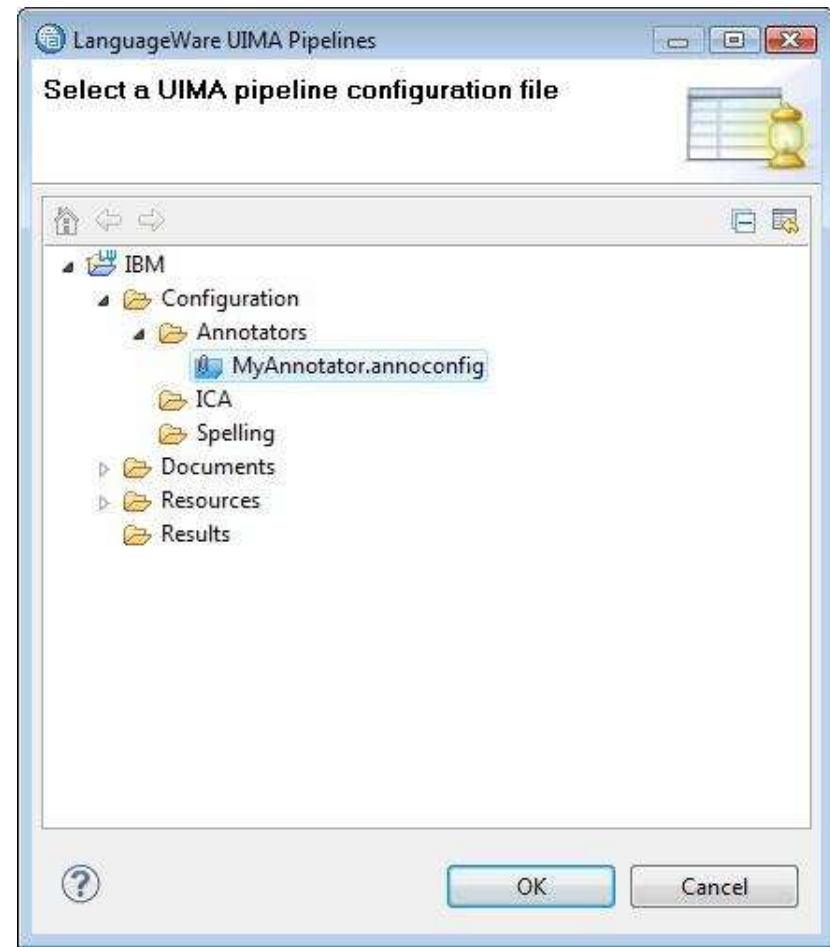 LanguageWare UIMA Pipelines
Select a UIMA pipeline configuration file
IBM
Configuration
Annotators
MyAnnotator.annoconfig
ICA
Spelling
Documents
Resources
Results
?
OK Cancel